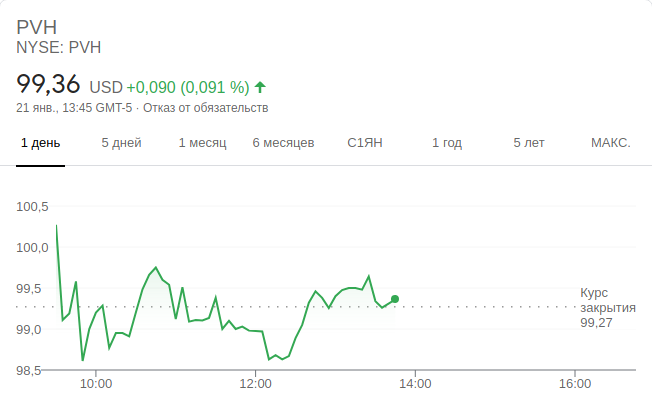 PVH
NYSE: PVH
99,36 USD +0,090 (0,091 %)
21 янв., 13:45 GMT-5 · Отказ от обязательств
1 день 5 дней 1 месяц 6 месяцев С1ЯН 1 год 5 лет МАКС.
100,5
100,0
99,5
99,0
98,5
Курс
закрытия
99,27
10:00 12:00 14:00 16:00